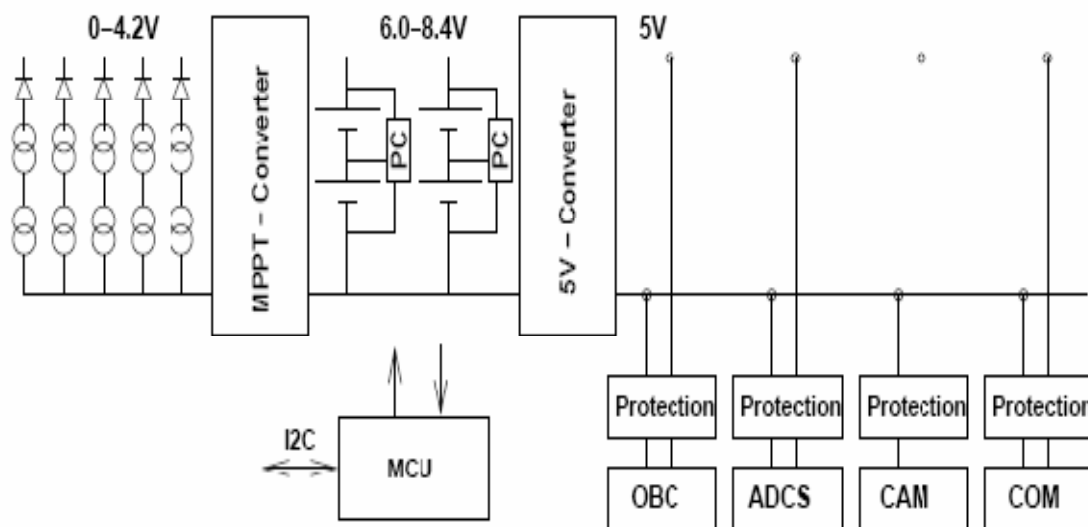 0–4.2V
6.0–8.4V
5V
MPPT – Converter
PC
PC
5V – Converter
Protection
Protection
Protection
Protection
I2C
MCU
OBC
ADCS
CAM
COM